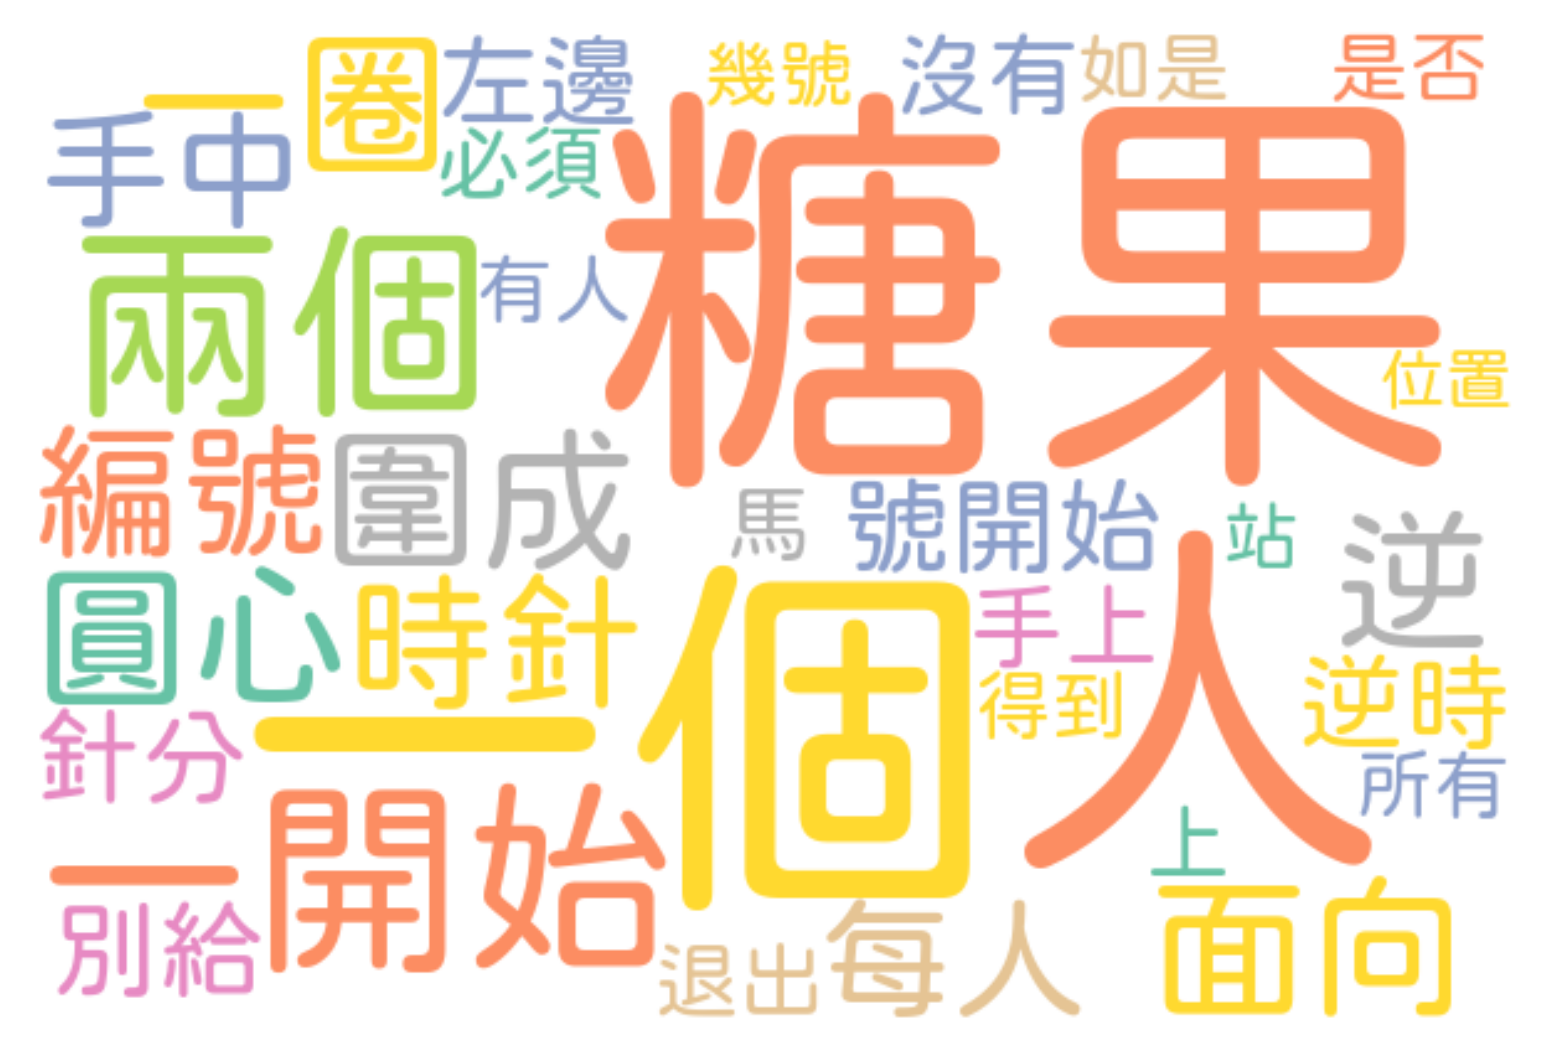 一圈
左邊
幾號
沒有
如是
是否
手中
必須
糖果
兩個
有人
位置
編號
圍成
馬
號開始
站
逆
圓心
時針
一個
手上
人
得到
逆時
針分
所有
一
開始
上
別給
退出
每人
面向